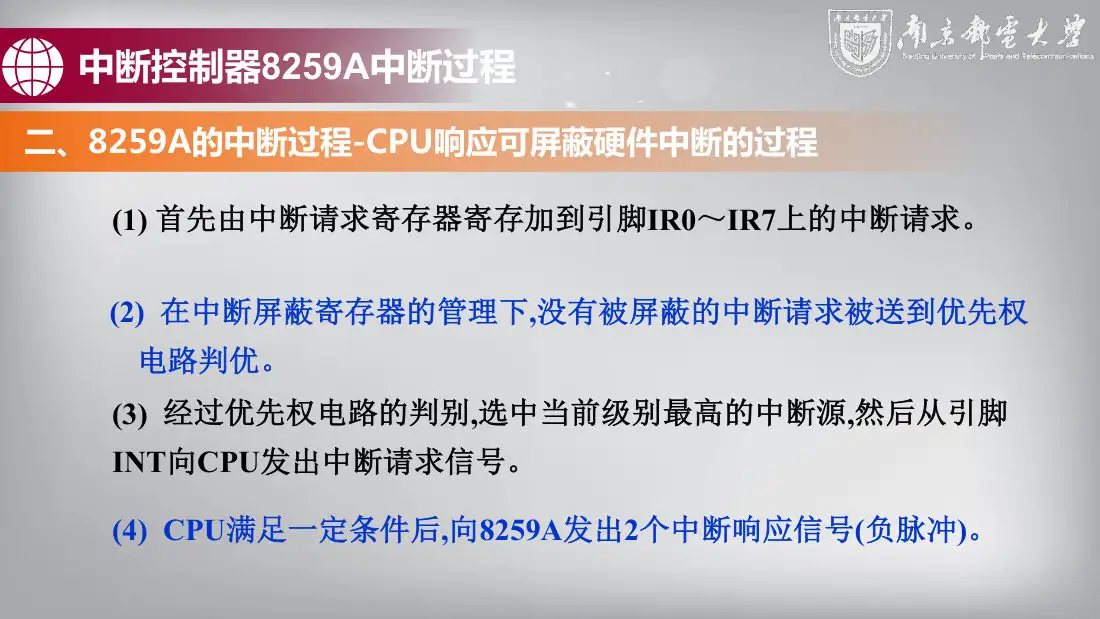 南京邮电大学
Nanjing University of Posts and Telecommunications
中断控制器8259A中断过程
二、8259A的中断过程-CPU响应可屏蔽硬件中断的过程
(1) 首先由中断请求寄存器寄存加到引脚IR0～IR7上的中断请求。
(2) 在中断屏蔽寄存器的管理下,没有被屏蔽的中断请求被送到优先权
电路判优。
(3) 经过优先权电路的判别,选中当前级别最高的中断源,然后从引脚
INT向CPU发出中断请求信号。
(4) CPU满足一定条件后,向8259A发出2个中断响应信号(负脉冲)。